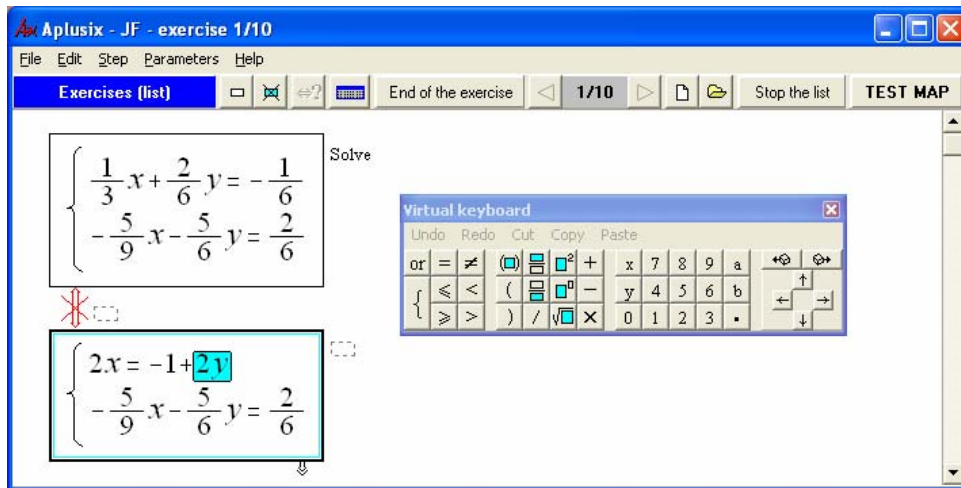 Aplusix - JF - exercise 1/10
File Edit Step Parameters Help
Exercises (list) ⇔? End of the exercise 1/10 Stop the list TEST MAP
Solve
1/3 x + 2/6 y = - 1/6
- 5/9 x - 5/6 y = 2/6
Virtual keyboard
Undo Redo Cut Copy Paste
or = ≠ (□) □² + x 7 8 9 a
{ ⩽ < ( □⁰ − y 4 5 6 b
⩾ > ) / √□ × 0 1 2 3 .
2x = -1+2y
- 5/9 x - 5/6 y = 2/6